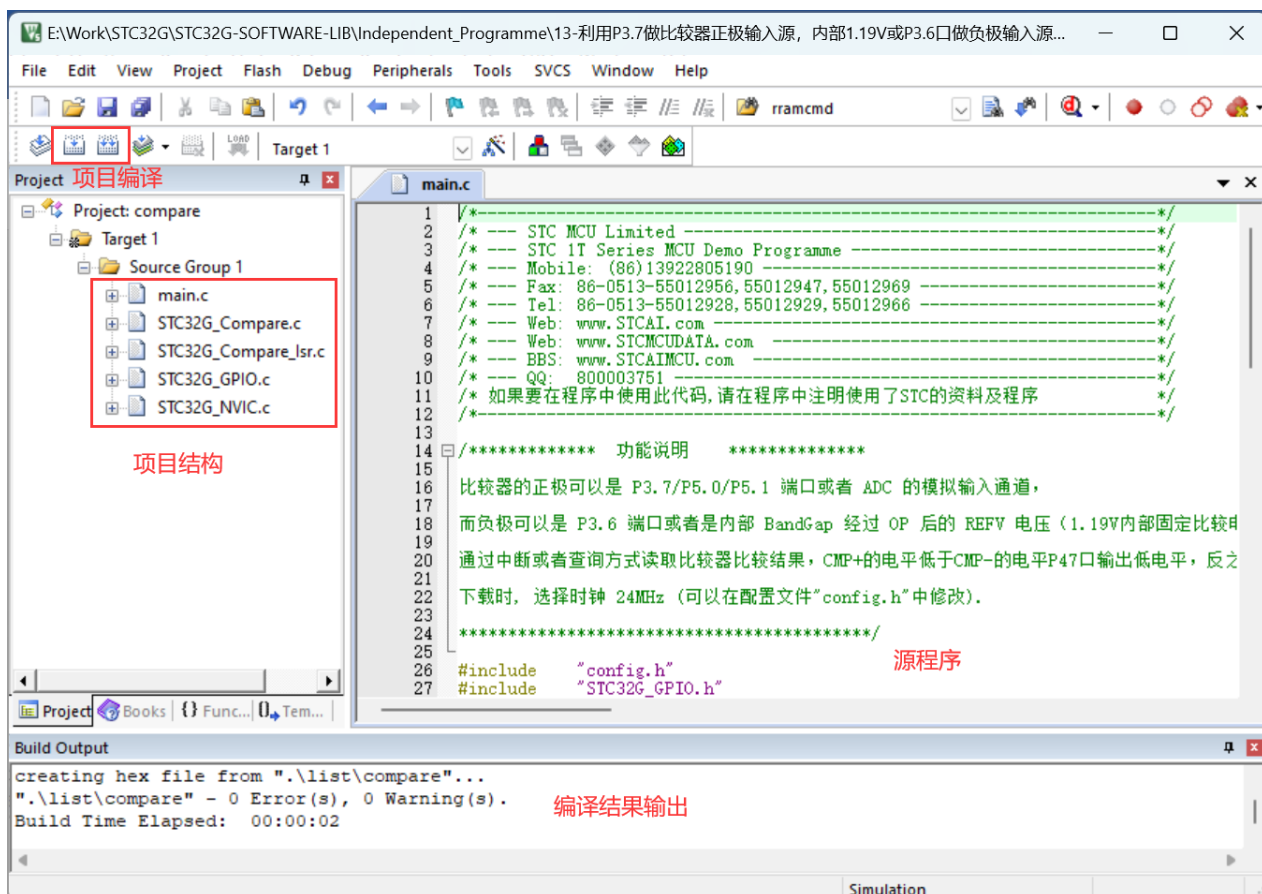 E:\Work\STC32G\STC32G-SOFTWARE-LIB\Independent_Programme\13-利用P3.7做比较器正极输入源，内部1.19V或P3.6口做负极输入源...
File Edit View Project Flash Debug Peripherals Tools SVCS Window Help
rramcmd
LOAD
Target 1
Project 项目编译
main.c
Project: compare
Target 1
Source Group 1
main.c
STC32G_Compare.c
STC32G_Compare_Isr.c
STC32G_GPIO.c
STC32G_NVIC.c
项目结构
1 /*---------------------------------------------------------------------*/
2 /* --- STC MCU Limited ------------------------------------------------*/
3 /* --- STC 1T Series MCU Demo Programme -------------------------------*/
4 /* --- Mobile: (86)13922805190 ----------------------------------------*/
5 /* --- Fax: 86-0513-55012956,55012947,55012969 ------------------------*/
6 /* --- Tel: 86-0513-55012928,55012929,55012966 ------------------------*/
7 /* --- Web: www.STCAI.com ---------------------------------------------*/
8 /* --- Web: www.STCMCUDATA.com ---------------------------------------*/
9 /* --- BBS: www.STCAIMCU.com -----------------------------------------*/
10 /* --- QQ: 800003751 -------------------------------------------------*/
11 /* 如果要在程序中使用此代码,请在程序中注明使用了STC的资料及程序 */
12 /*---------------------------------------------------------------------*/
13
14 /************* 功能说明 **************
15
16 比较器的正极可以是 P3.7/P5.0/P5.1 端口或者 ADC 的模拟输入通道，
17
18 而负极可以是 P3.6 端口或者是内部 BandGap 经过 OP 后的 REFV 电压（1.19V内部固定比较
19
20 通过中断或者查询方式读取比较器比较结果，CMP+的电平低于CMP-的电平P47口输出低电平，反之
21
22 下载时, 选择时钟 24MHz (可以在配置文件"config.h"中修改).
23
24 ******************************************/
25
26 #include "config.h"
27 #include "STC32G_GPIO.h"
源程序
Project Books {} Func... Tem...
Build Output
creating hex file from ".\list\compare"...
".\list\compare" - 0 Error(s), 0 Warning(s).
Build Time Elapsed: 00:00:02
编译结果输出
Simulation